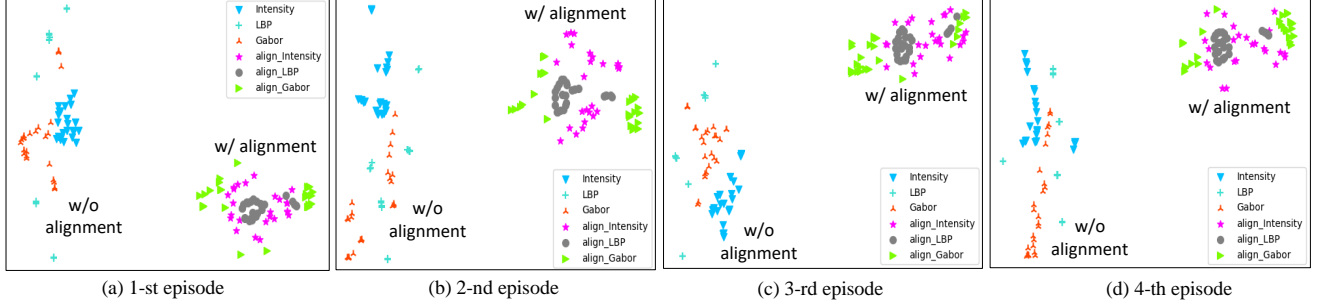 Intensity
LBP
Gabor
align_Intensity
align_LBP
align_Gabor
w/ alignment
w/o
alignment
(a) 1-st episode
w/ alignment
w/o
alignment
Intensity
LBP
Gabor
align_Intensity
align_LBP
align_Gabor
(b) 2-nd episode
w/ alignment
w/o
alignment
Intensity
LBP
Gabor
align_Intensity
align_LBP
align_Gabor
(c) 3-rd episode
w/ alignment
w/o
alignment
Intensity
LBP
Gabor
align_Intensity
align_LBP
align_Gabor
(d) 4-th episode